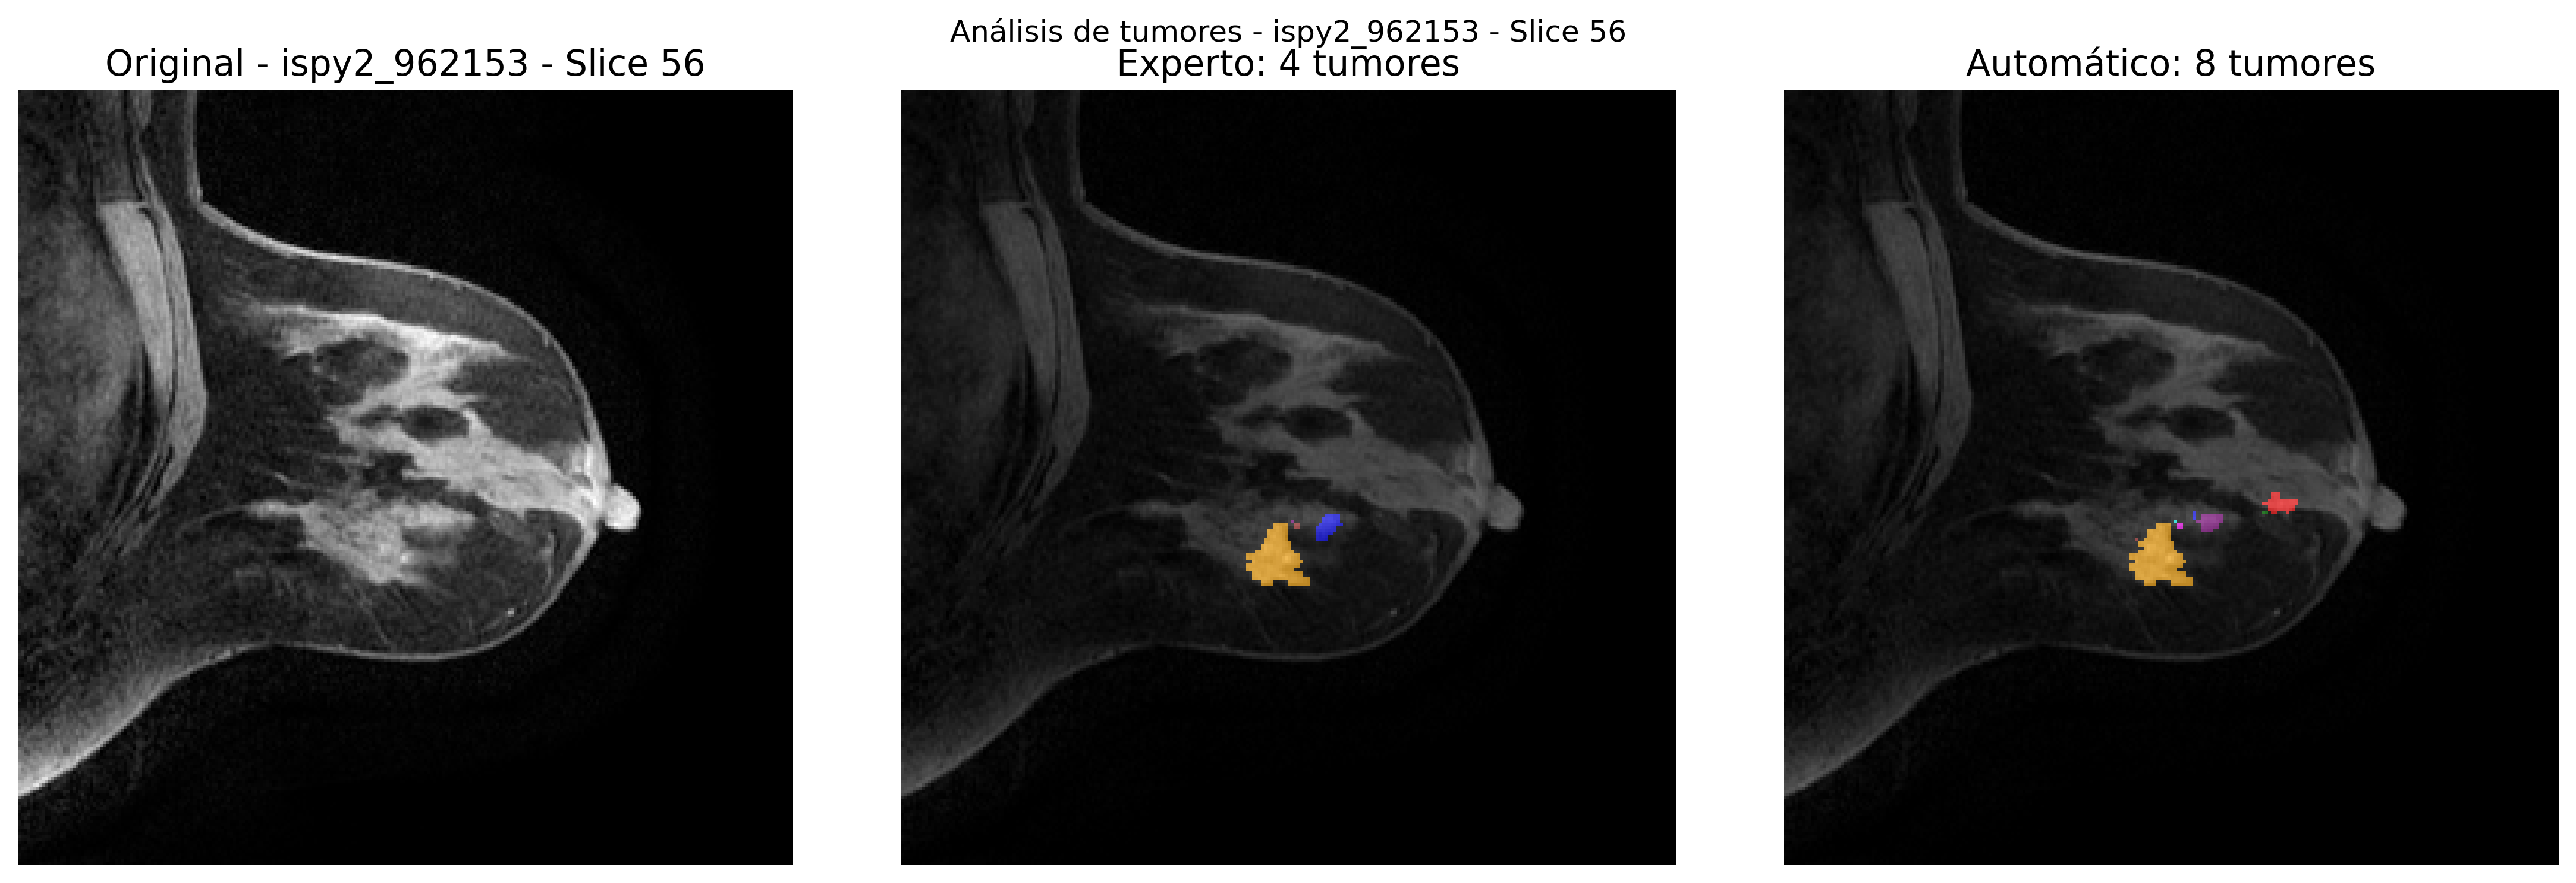 Análisis de tumores - ispy2_962153 - Slice 56
Original - ispy2_962153 - Slice 56
Experto: 4 tumores
Automático: 8 tumores